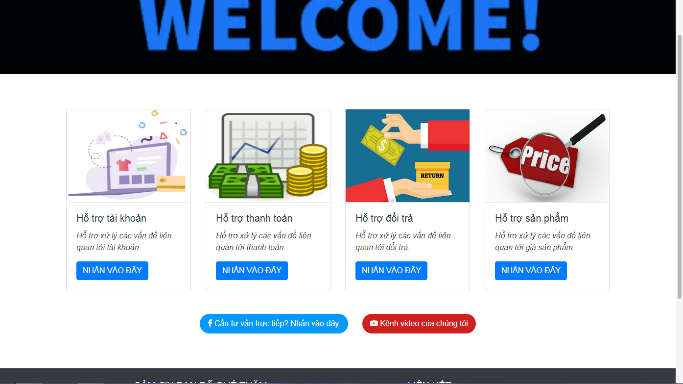 WELCOME!
RETURN
Price
Hỗ trợ tài khoản
Hỗ trợ xử lý các vấn đề liên
quan tới tài khoản
NHẤN VÀO ĐÂY
Hỗ trợ thanh toán
Hỗ trợ xử lý các vấn đề liên
quan tới thanh toán
NHẤN VÀO ĐÂY
Hỗ trợ đổi trả
Hỗ trợ xử lý các vấn đề liên
quan tới đổi trả.
NHẤN VÀO ĐÂY
Hỗ trợ sản phẩm
Hỗ trợ xử lý các vấn đề liên
quan tới giá sản phẩm.
NHẤN VÀO ĐÂY
Cần tư vấn trực tiếp? Nhấn vào đây
Kênh video của chúng tôi